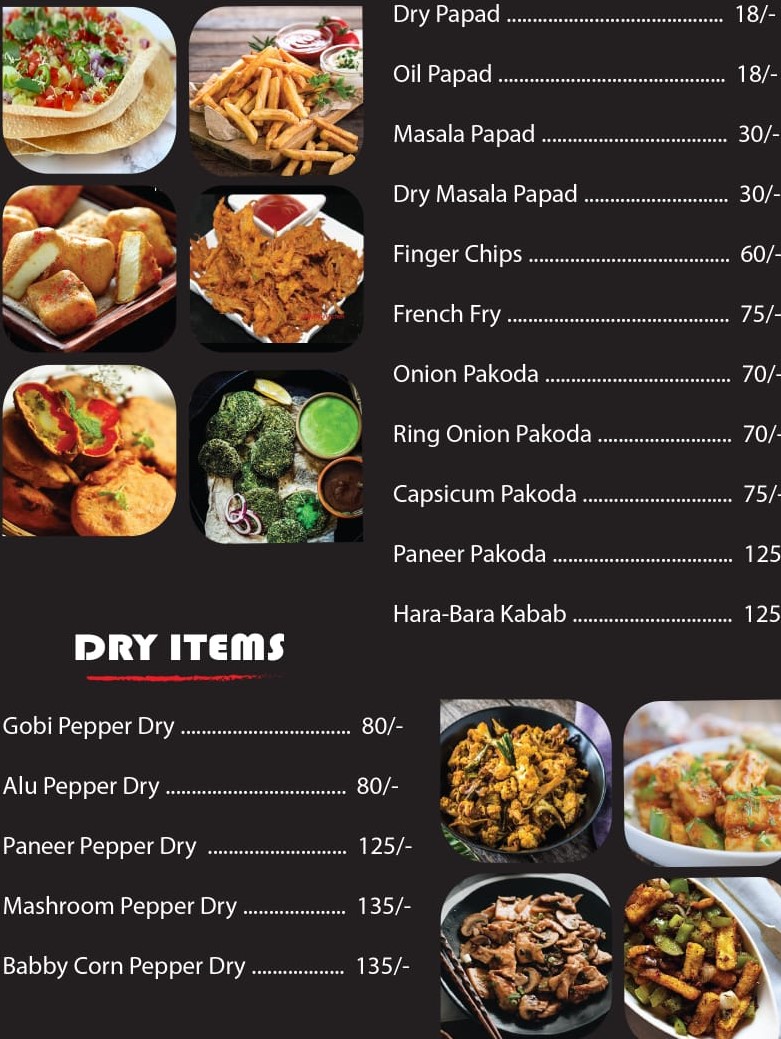 Dry Papad ...................................... 18/-
Oil Papad ........................................ 18/-
Masala Papad ................................. 30/-
Dry Masala Papad ......................... 30/-
Finger Chips ................................... 60/-
French Fry ....................................... 75/-
Onion Pakoda ................................. 70/-
Ring Onion Pakoda ....................... 70/-
Capsicum Pakoda .......................... 75/-
Paneer Pakoda ............................... 125
Hara-Bara Kabab ............................ 125
DRY ITEMS
Gobi Pepper Dry .............................. 80/-
Alu Pepper Dry ................................ 80/-
Paneer Pepper Dry ........................ 125/-
Mashroom Pepper Dry .................. 135/-
Babby Corn Pepper Dry ................ 135/-